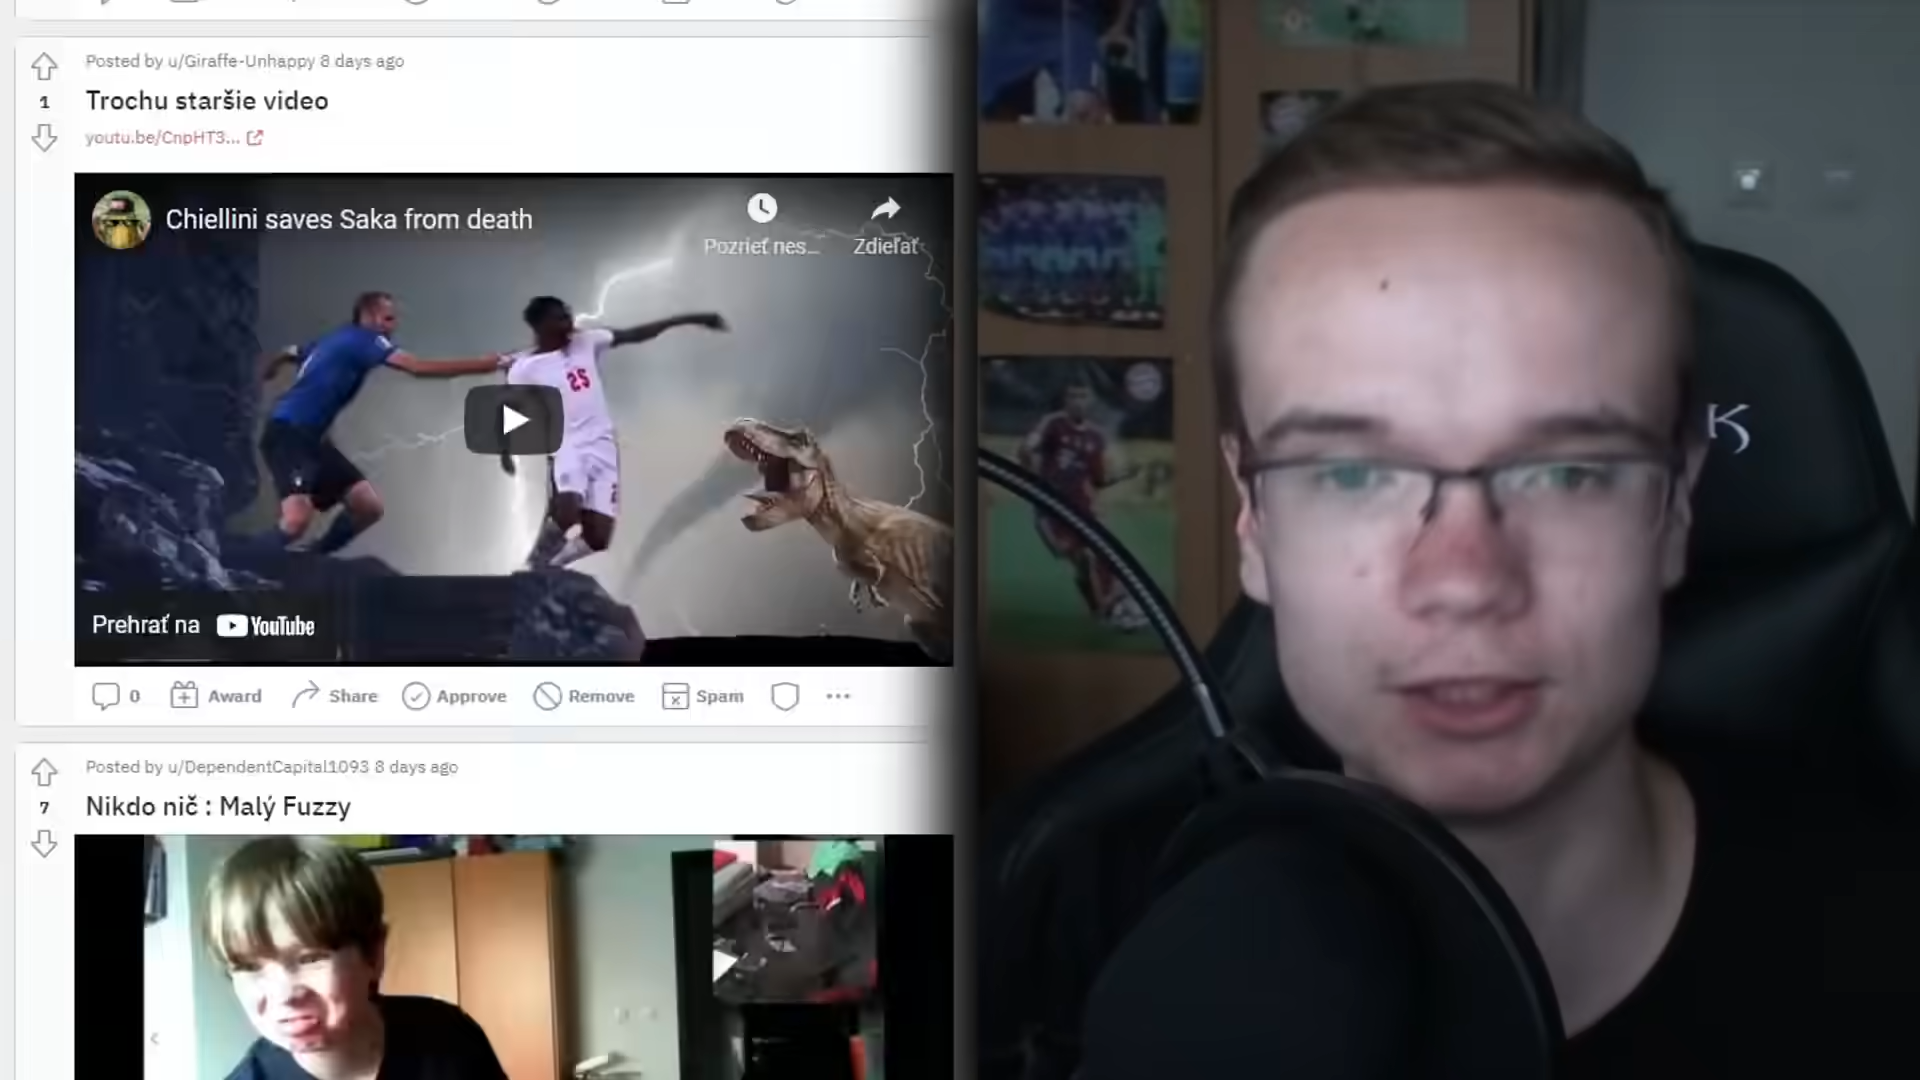 Posted by u/Giraffe-Unhappy 8 days ago
1
Trochu staršie video
youtu.be/CnpHT3...
Chiellini saves Saka from death
Pozrieť nes...
Zdieľať
25
Prehrať na YouTube
0 Award Share Approve Remove Spam
Posted by u/DependentCapital1093 8 days ago
7
Nikdo nič : Malý Fuzzy
K